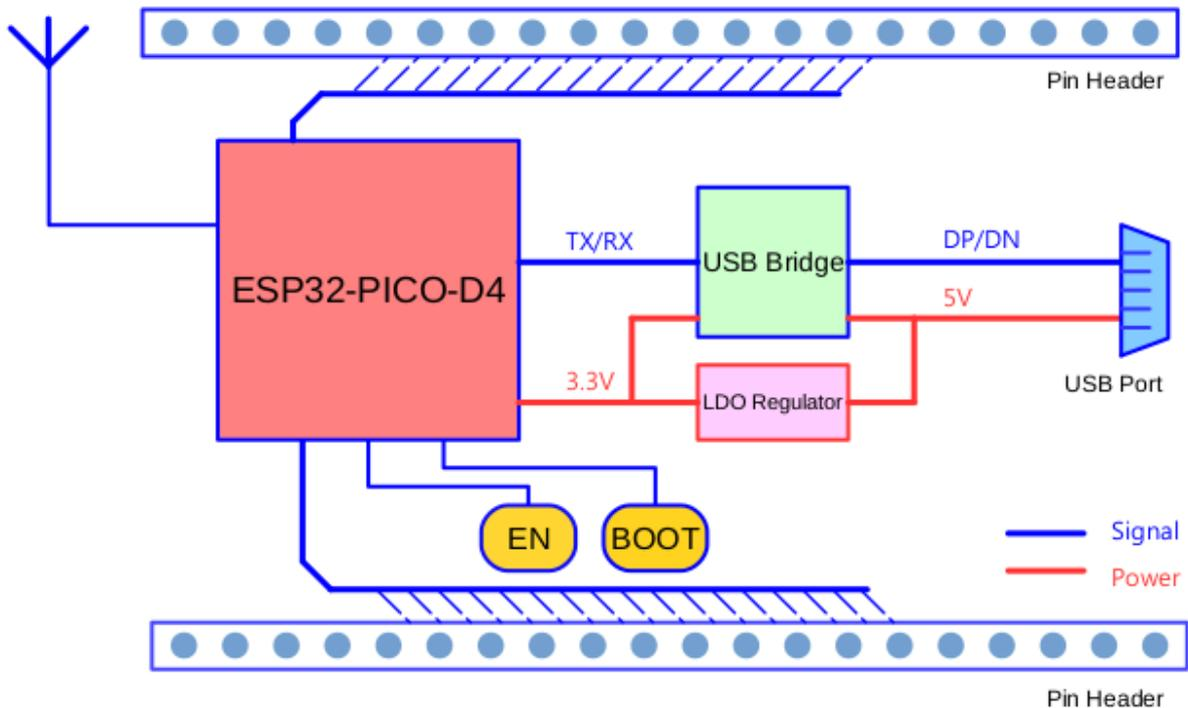 Pin Header
TX/RX
USB Bridge
DP/DN
ESP32-PICO-D4
5V
3.3V
LDO Regulator
USB Port
EN
BOOT
Signal
Power
Pin Header